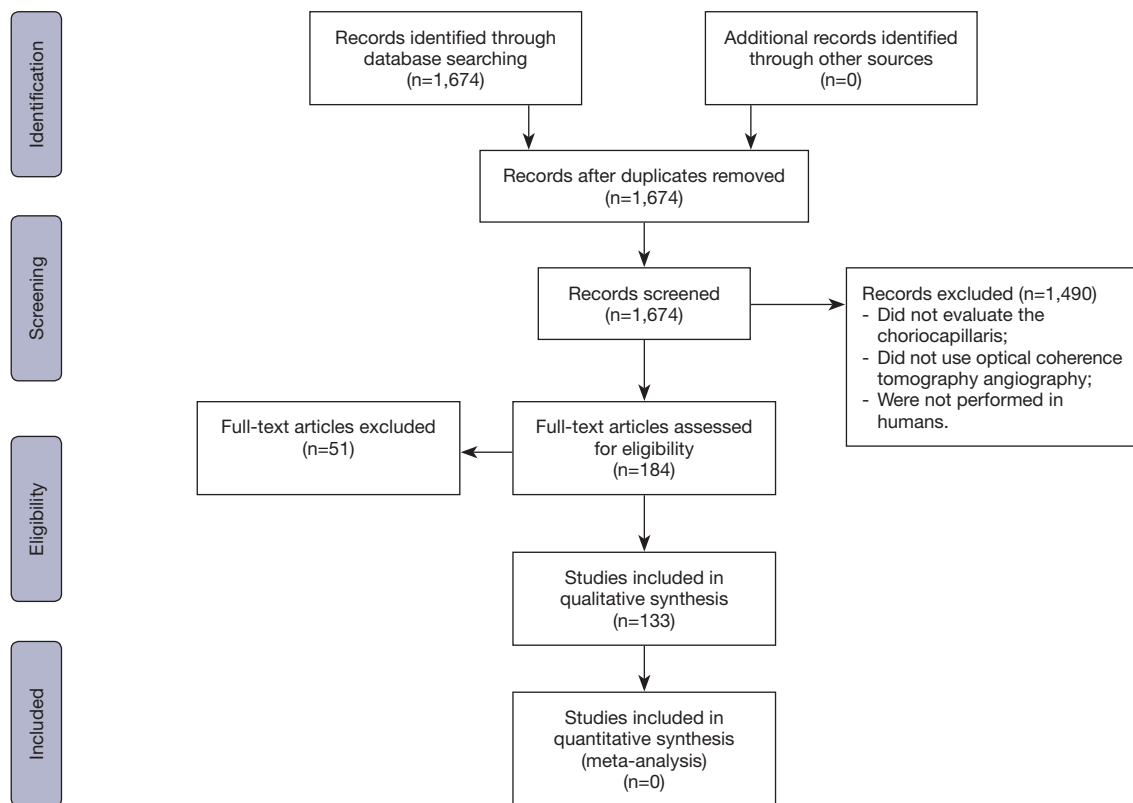 Identification
Records identified through
database searching
(n=1,674)
Additional records identified
through other sources
(n=0)
Records after duplicates removed
(n=1,674)
Screening
Records screened
(n=1,674)
Records excluded (n=1,490)
- Did not evaluate the
choriocapillaris;
- Did not use optical coherence
tomography angiography;
- Were not performed in
humans.
Eligibility
Full-text articles excluded
(n=51)
Full-text articles assessed
for eligibility
(n=184)
Studies included in
qualitative synthesis
(n=133)
Included
Studies included in
quantitative synthesis
(meta-analysis)
(n=0)